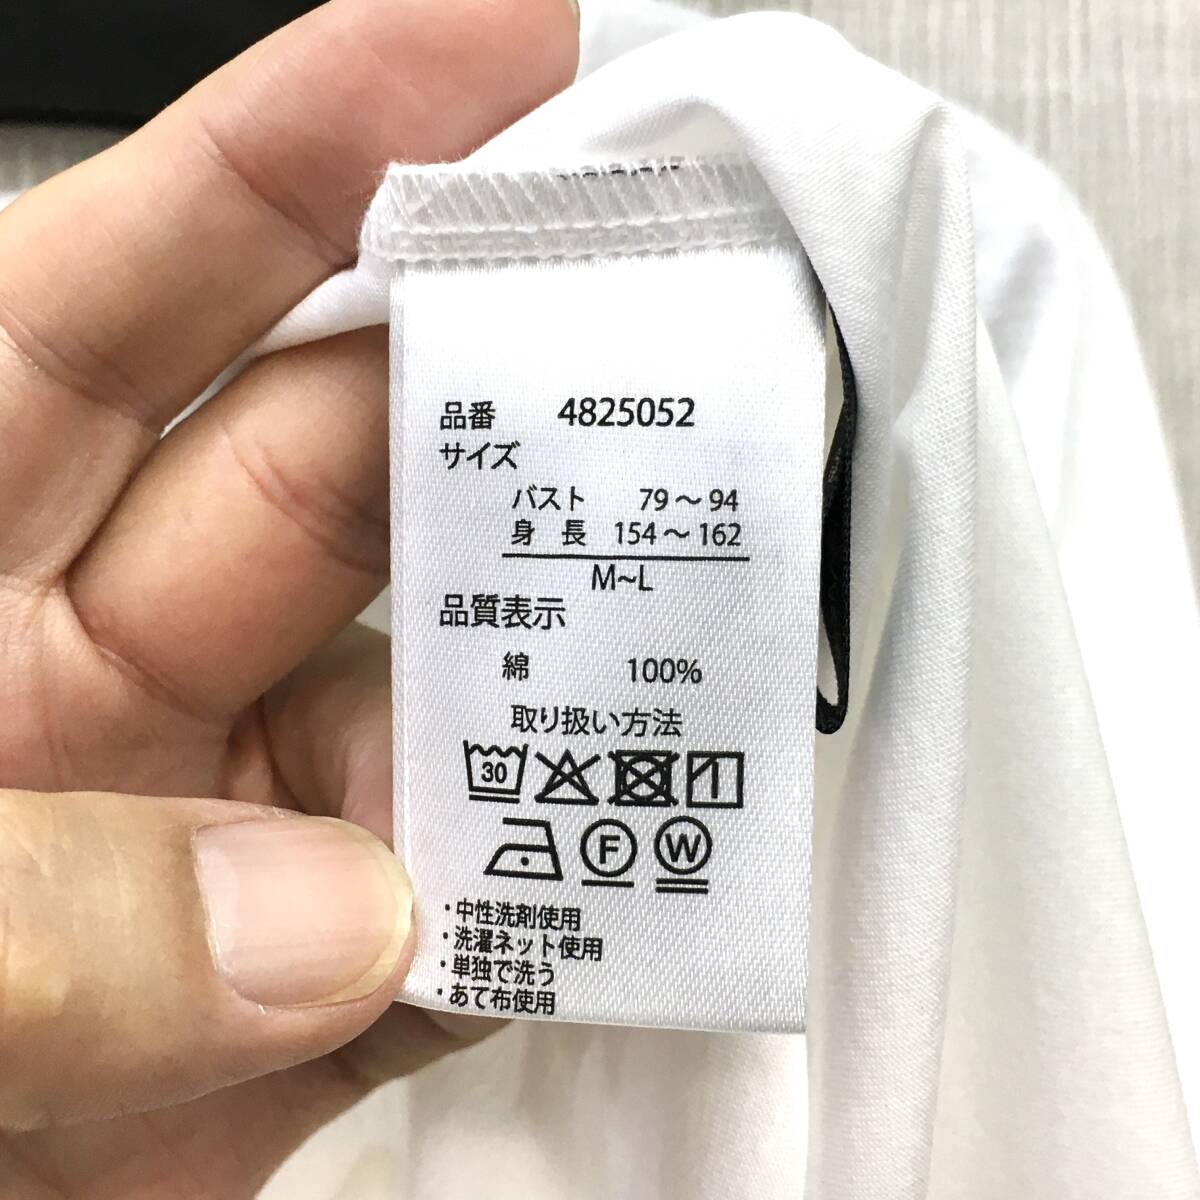 品番 4825052
サイズ
バスト 79～94
身長 154～162
M~L
品質表示
綿 100%
取り扱い方法
30
F W
・中性洗剤使用
・洗濯ネット使用
・単独で洗う
・あて布使用